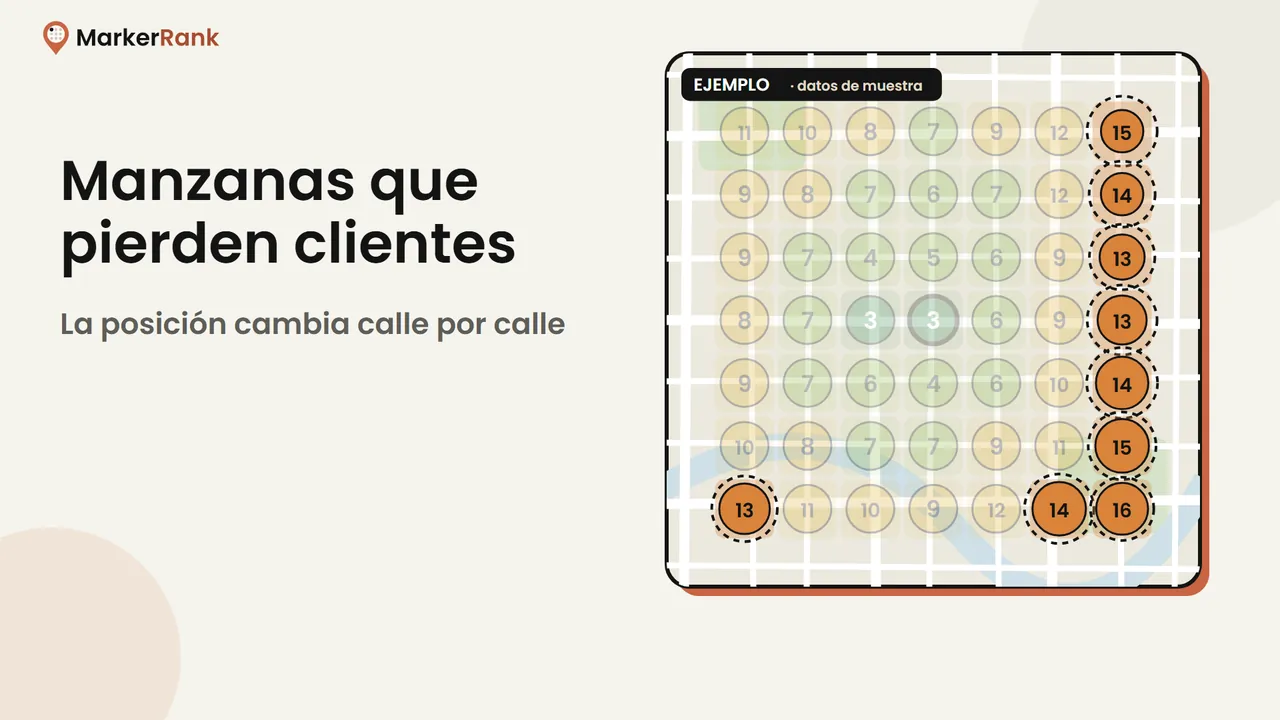 MarkerRank
Manzanas que
pierden clientes
La posición cambia calle por calle
EJEMPLO · datos de muestra
11 10 8 7 9 12 15
9 8 7 6 7 12 14
9 7 4 5 6 9 13
8 7 3 3 6 9 13
9 7 6 4 6 10 14
10 8 7 7 9 11 15
13 11 10 9 12 14 16